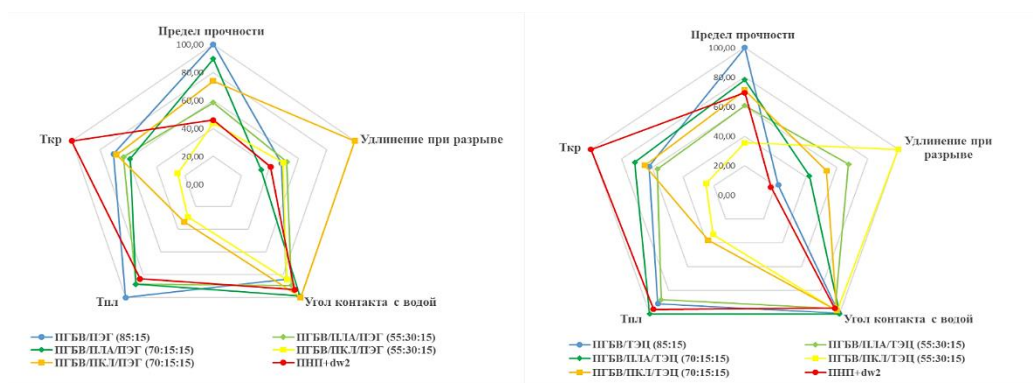 Предел прочности
100,00
80,00
60,00
40,00
20,00
0,00
Удлинение при разрыве
Угол контакта с водой
Тпл
Ткр
ПГБВ/ПЭГ (85:15)
ПГБВ/ПЛА/ПЭГ (55:30:15)
ПГБВ/ПЛА/ПЭГ (70:15:15)
ПГБВ/ПКЛ/ПЭГ (55:30:15)
ПГБВ/ПКЛ/ПЭГ (70:15:15)
ПНП+dw2
Предел прочности
100,00
80,00
60,00
40,00
20,00
0,00
Удлинение при
разрыве
Угол контакта с водой
Тпл
Ткр
ПГБВ/ТЭЦ (85:15)
ПГБВ/ПЛА/ТЭЦ (55:30:15)
ПГБВ/ПЛА/ТЭЦ (70:15:15)
ПГБВ/ПКЛ/ТЭЦ (55:30:15)
ПГБВ/ПКЛ/ТЭЦ (70:15:15)
ПНП+dw2